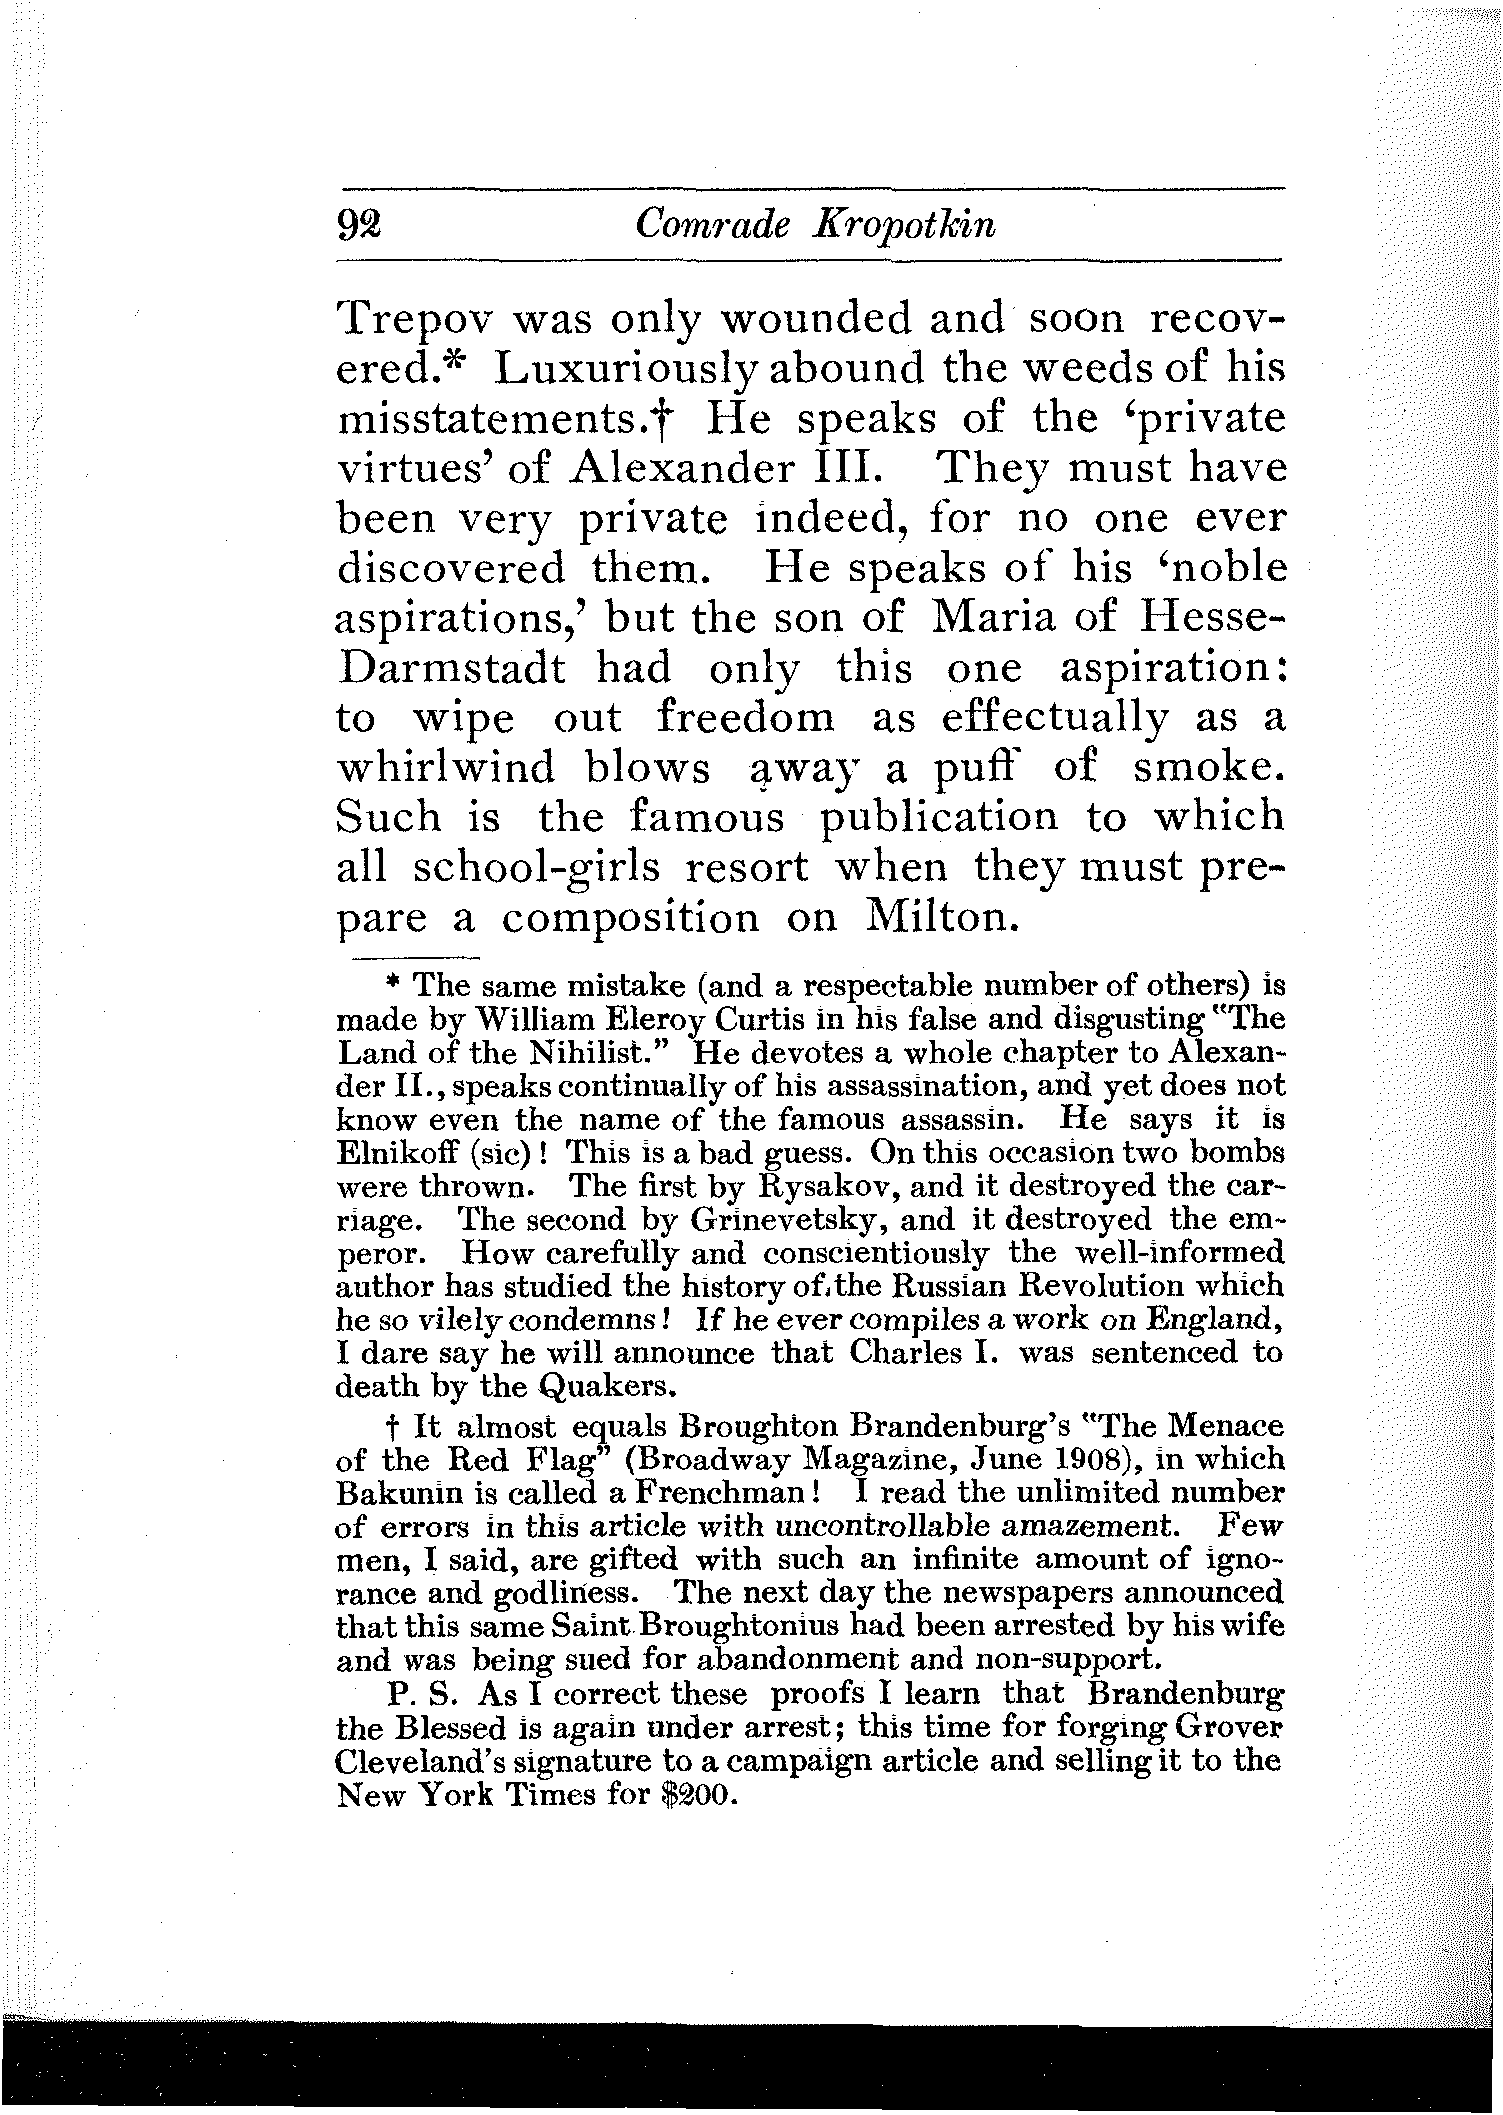 92 Comrade Kropotkin
Trepov was only wounded and soon recov-
ered.* Luxuriously abound the weeds of his
misstatements.† He speaks of the ‘private
virtues’ of Alexander III. They must have
been very private indeed, for no one ever
discovered them. He speaks of his ‘noble
aspirations,’ but the son of Maria of Hesse-
Darmstadt had only this one aspiration:
to wipe out freedom as effectually as a
whirlwind blows away a puff of smoke.
Such is the famous publication to which
all school-girls resort when they must pre-
pare a composition on Milton.
* The same mistake (and a respectable number of others) is
made by William Eleroy Curtis in his false and disgusting "The
Land of the Nihilist." He devotes a whole chapter to Alexan-
der II., speaks continually of his assassination, and yet does not
know even the name of the famous assassin. He says it is
Elnikoff (sic)! This is a bad guess. On this occasion two bombs
were thrown. The first by Rysakov, and it destroyed the car-
riage. The second by Grinevetsky, and it destroyed the em-
peror. How carefully and conscientiously the well-informed
author has studied the history of the Russian Revolution which
he so vilely condemns! If he ever compiles a work on England,
I dare say he will announce that Charles I. was sentenced to
death by the Quakers.
† It almost equals Broughton Brandenburg's "The Menace
of the Red Flag" (Broadway Magazine, June 1908), in which
Bakunin is called a Frenchman! I read the unlimited number
of errors in this article with uncontrollable amazement. Few
men, I said, are gifted with such an infinite amount of igno-
rance and godliness. The next day the newspapers announced
that this same Saint Broughtonius had been arrested by his wife
and was being sued for abandonment and non-support.
P. S. As I correct these proofs I learn that Brandenburg
the Blessed is again under arrest; this time for forging Grover
Cleveland's signature to a campaign article and selling it to the
New York Times for $200.